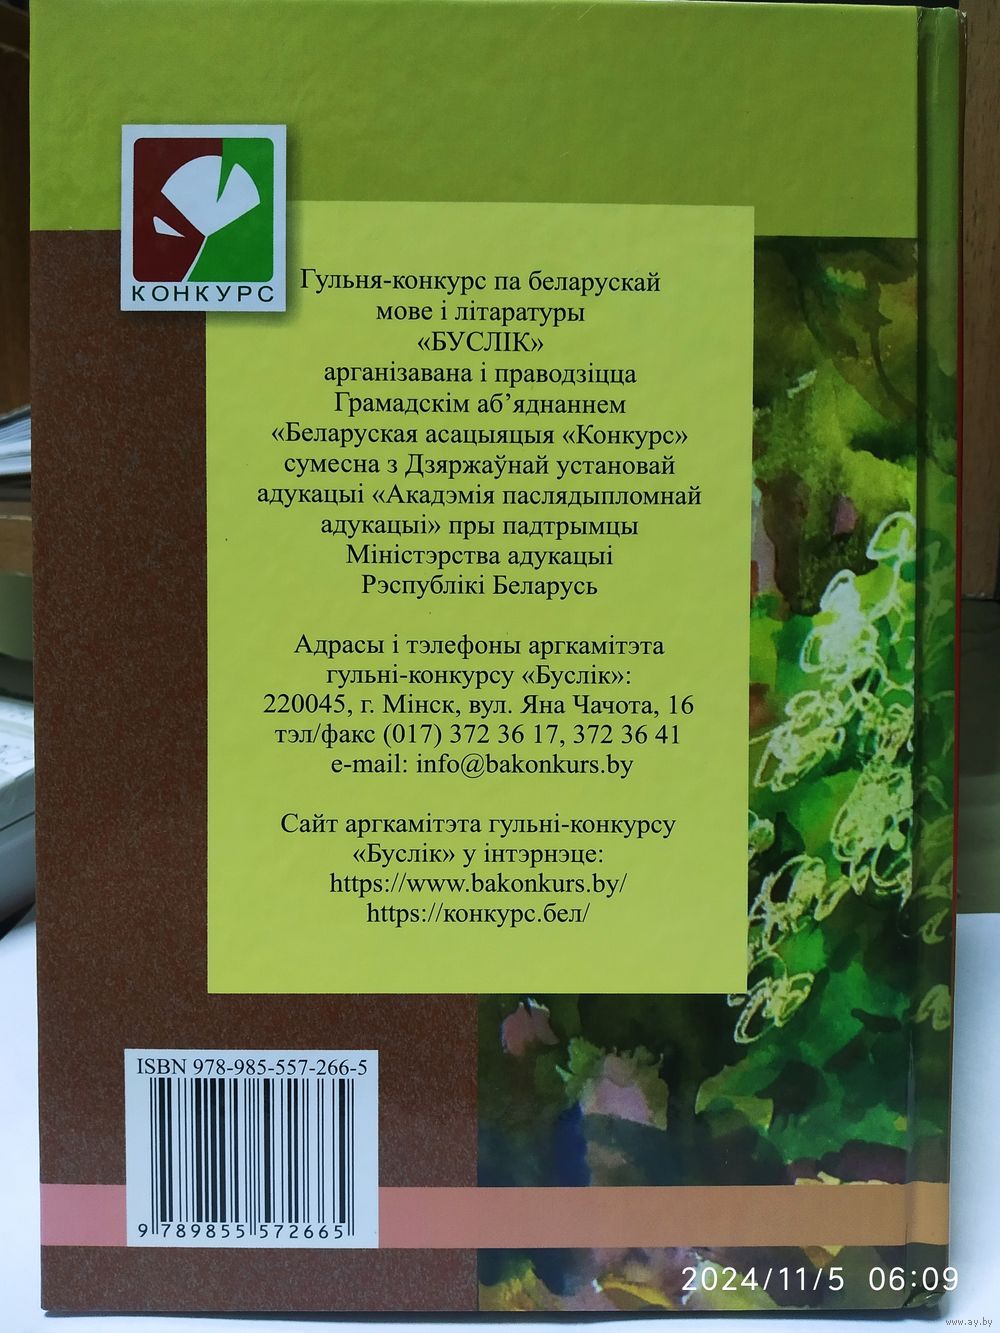 КОНКУРС
Гульня-конкурс па беларускай
мове і літаратуры
«БУСЛІК»
арганізавана і праводзіцца
Грамадскім аб’яднаннем
«Беларуская асацыяцыя «Конкурс»
сумесна з Дзяржаўнай установай
адукацыі «Акадэмія паслядыпломнай
адукацыі» пры падтрымцы
Міністэрства адукацыі
Рэспублікі Беларусь
Адрасы і тэлефоны аргкамітэта
гульні-конкурсу «Буслік»:
220045, г. Мінск, вул. Яна Чачота, 16
тэл/факс (017) 372 36 17, 372 36 41
e-mail: info@bakonkurs.by
Сайт аргкамітэта гульні-конкурсу
«Буслік» у інтэрнэце:
https://www.bakonkurs.by/
https://конкурс.бел/
ISBN 978-985-557-266-5
9 789855 572665
2024/11/5 06:09
www.ay.by